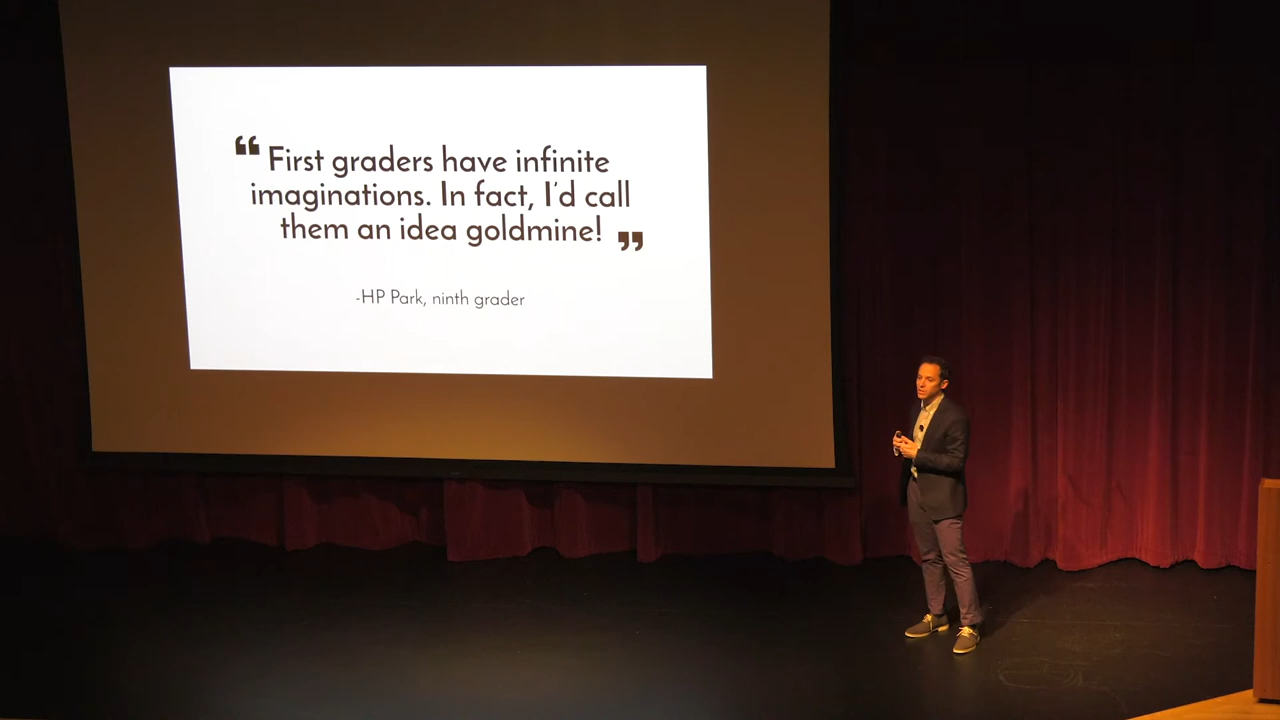 “ First graders have infinite
imaginations. In fact, I'd call
them an idea goldmine! ”
-HP Park, ninth grader